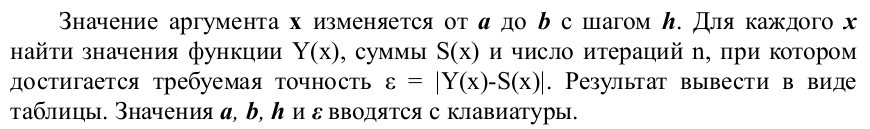 Значение аргумента x изменяется от a до b с шагом h. Для каждого x
найти значения функции Y(x), суммы S(x) и число итераций n, при котором
достигается требуемая точность ε = |Y(x)-S(x)|. Результат вывести в виде
таблицы. Значения a, b, h и ε вводятся с клавиатуры.